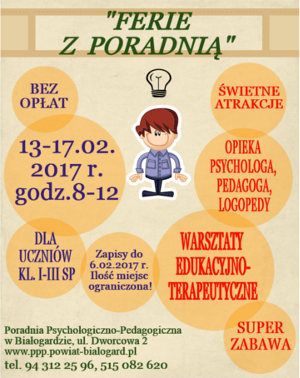 "FERIE
Z PORADNIĄ"
BEZ
OPŁAT
ŚWIETNE
ATRAKCJE
13-17.02.
2017 r.
godz.8-12
OPIEKA
PSYCHOLOGA,
PEDAGOGA,
LOGOPEDY
DLA
UCZNIÓW
KL. I-III SP
Zapisy do
6.02.2017 r.
Ilość miejsc
ograniczona!
WARSZTATY
EDUKACYJNO-
TERAPEUTYCZNE
SUPER
ZABAWA
Poradnia Psychologiczno-Pedagogiczna
w Białogardzie, ul. Dworcowa 2
www.ppp.powiat-bialogard.pl
tel. 94 312 25 96, 515 082 620